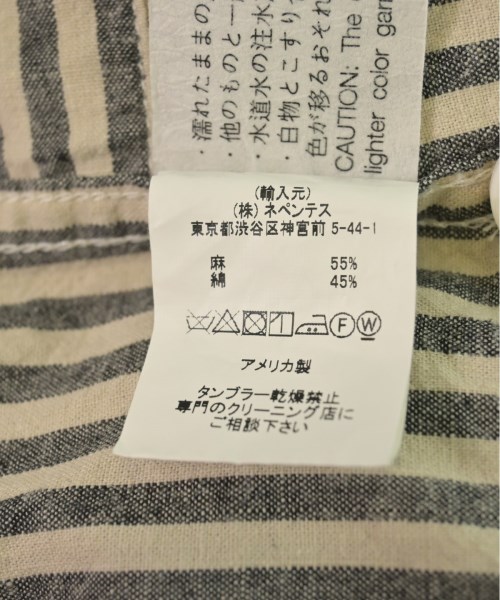 ・濡れたままの
・他のものと一
・水道水の注水
・白物とこすり
色が移るおそれ
CAUTION: The
lighter color gar
(輸入元)
(株) ネペンテス
東京都渋谷区神宮前 5-44-1
麻 55%
綿 45%
F W
アメリカ製
タンブラー乾燥禁止
専門のクリーニング店に
ご相談下さい